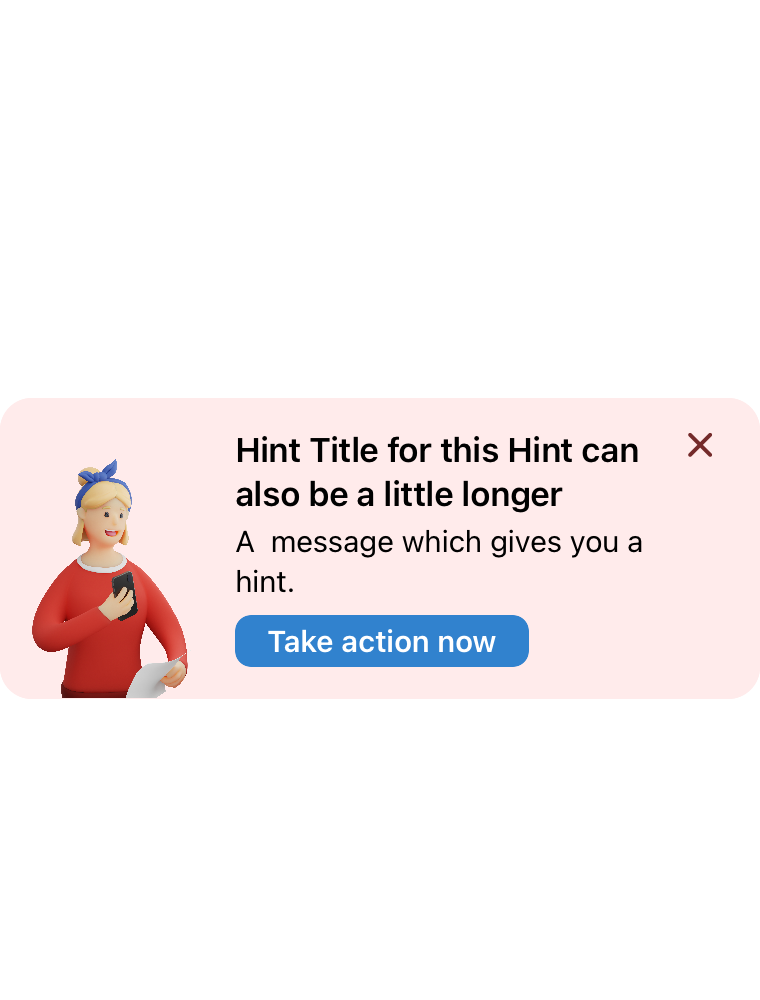 Hint Title for this Hint can
also be a little longer
A  message which gives you a
hint.
Take action now